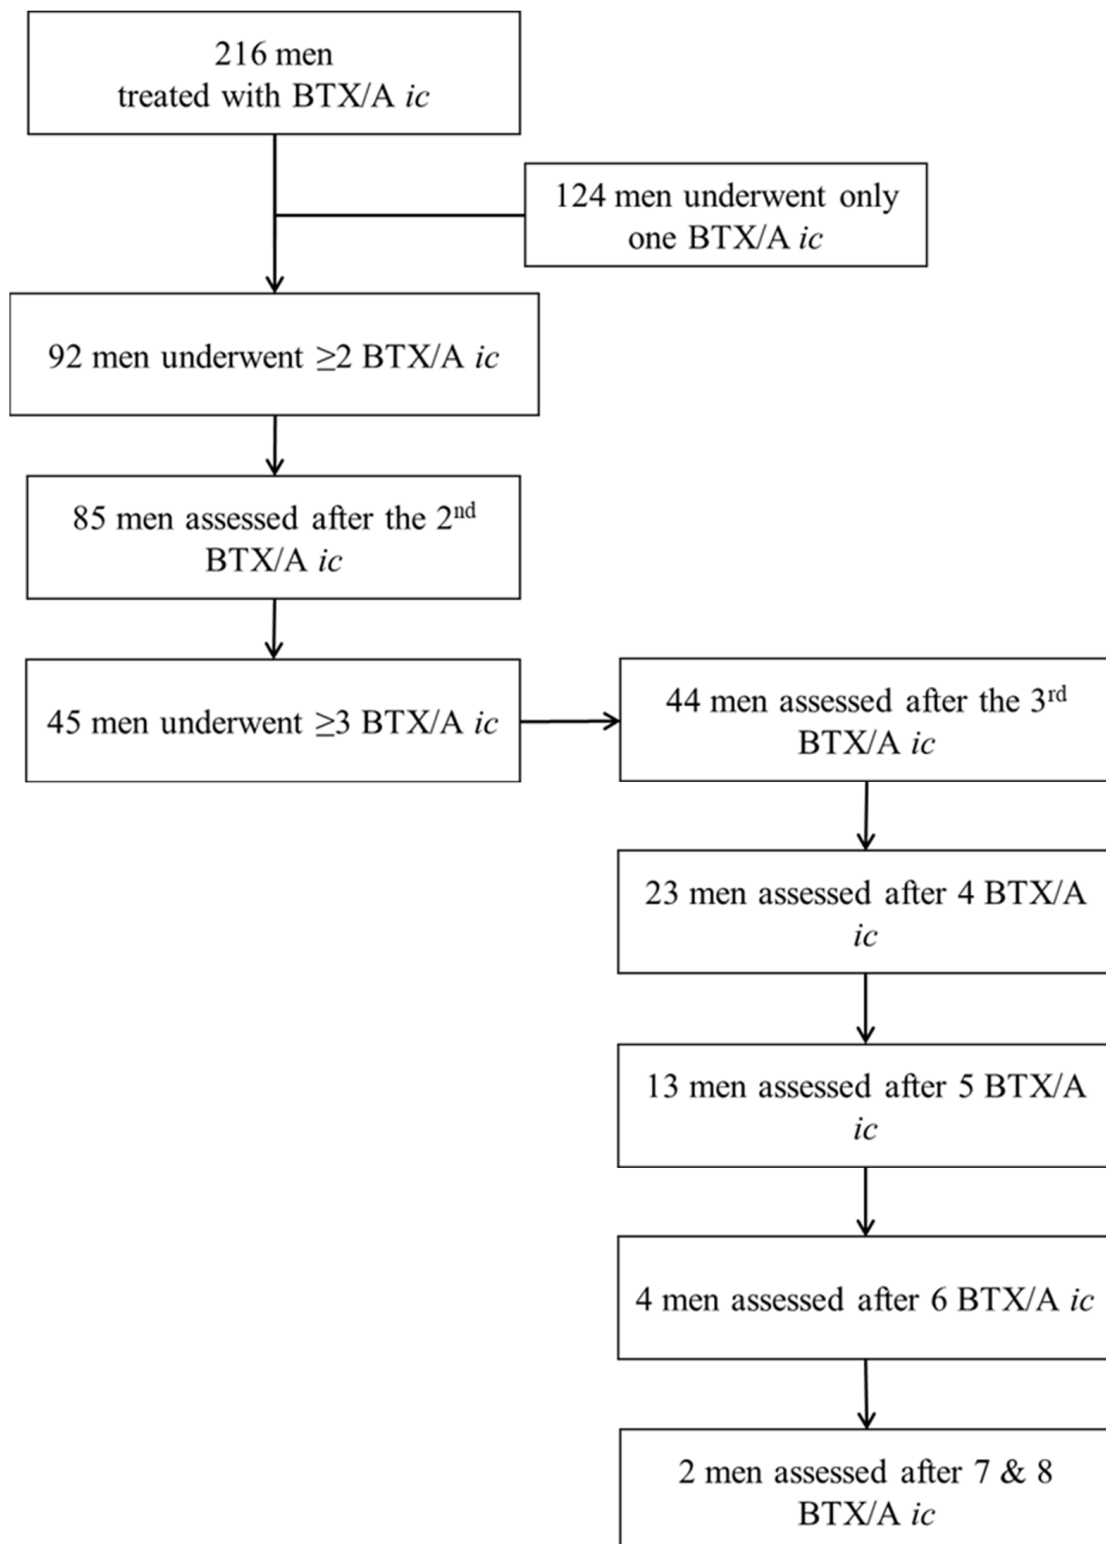 216 men
treated with BTX/A ic
124 men underwent only
one BTX/A ic
92 men underwent ≥2 BTX/A ic
85 men assessed after the 2nd
BTX/A ic
45 men underwent ≥3 BTX/A ic
44 men assessed after the 3rd
BTX/A ic
23 men assessed after 4 BTX/A
ic
13 men assessed after 5 BTX/A
ic
4 men assessed after 6 BTX/A ic
2 men assessed after 7 & 8
BTX/A ic